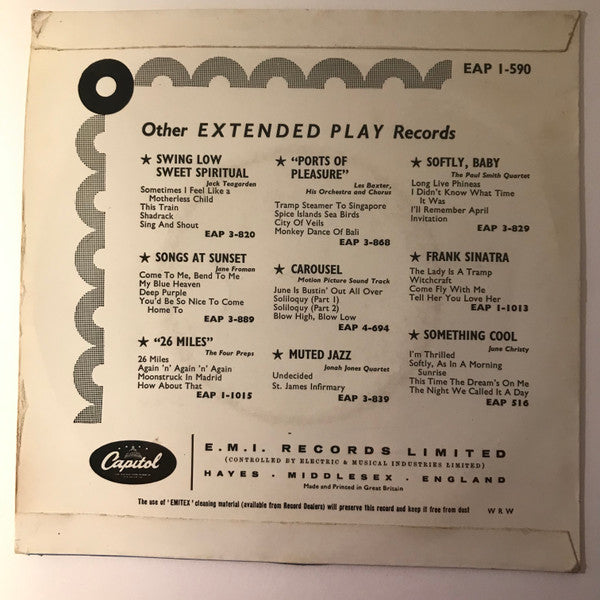 EAP 1-590
Other EXTENDED PLAY Records
★ SWING LOW
SWEET SPIRITUAL
Jack Teagarden
Sometimes I Feel Like a
Motherless Child
This Train
Shadrack
Sing And Shout
EAP 3-820
★ SONGS AT SUNSET
Jane Froman
Come To Me, Bend To Me
My Blue Heaven
Deep Purple
You'd Be So Nice To Come
Home To
EAP 3-889
★ "26 MILES"
The Four Preps
26 Miles
Again 'n' Again 'n' Again
Moonstruck In Madrid
How About That
EAP 1-1015
★ "PORTS OF
PLEASURE"
Les Baxter,
His Orchestra and Chorus
Tramp Steamer To Singapore
Spice Islands Sea Birds
City Of Veils
Monkey Dance Of Bali
EAP 3-868
★ CAROUSEL
Motion Picture Sound Track
June Is Bustin' Out All Over
Soliloquy (Part 1)
Soliloquy (Part 2)
Blow High, Blow Low
EAP 4-694
★ MUTED JAZZ
Jonah Jones Quartet
Undecided
St. James Infirmary
EAP 3-839
★ SOFTLY, BABY
The Paul Smith Quartet
Long Live Phineas
I Didn't Know What Time
It Was
I'll Remember April
Invitation
EAP 3-829
★ FRANK SINATRA
The Lady Is A Tramp
Witchcraft
Come Fly With Me
Tell Her You Love Her
EAP 1-1013
★ SOMETHING COOL
June Christy
I'm Thrilled
Softly, As In A Morning
Sunrise
This Time The Dream's On Me
The Night We Called It A Day
EAP 516
Capitol
E.M.I. RECORDS LIMITED
(CONTROLLED BY ELECTRIC & MUSICAL INDUSTRIES LIMITED)
HAYES · MIDDLESEX · ENGLAND
Made and Printed in Great Britain
The use of 'EMITEX' cleaning material (available from Record Dealers) will preserve this record and keep it free from dust
W R W